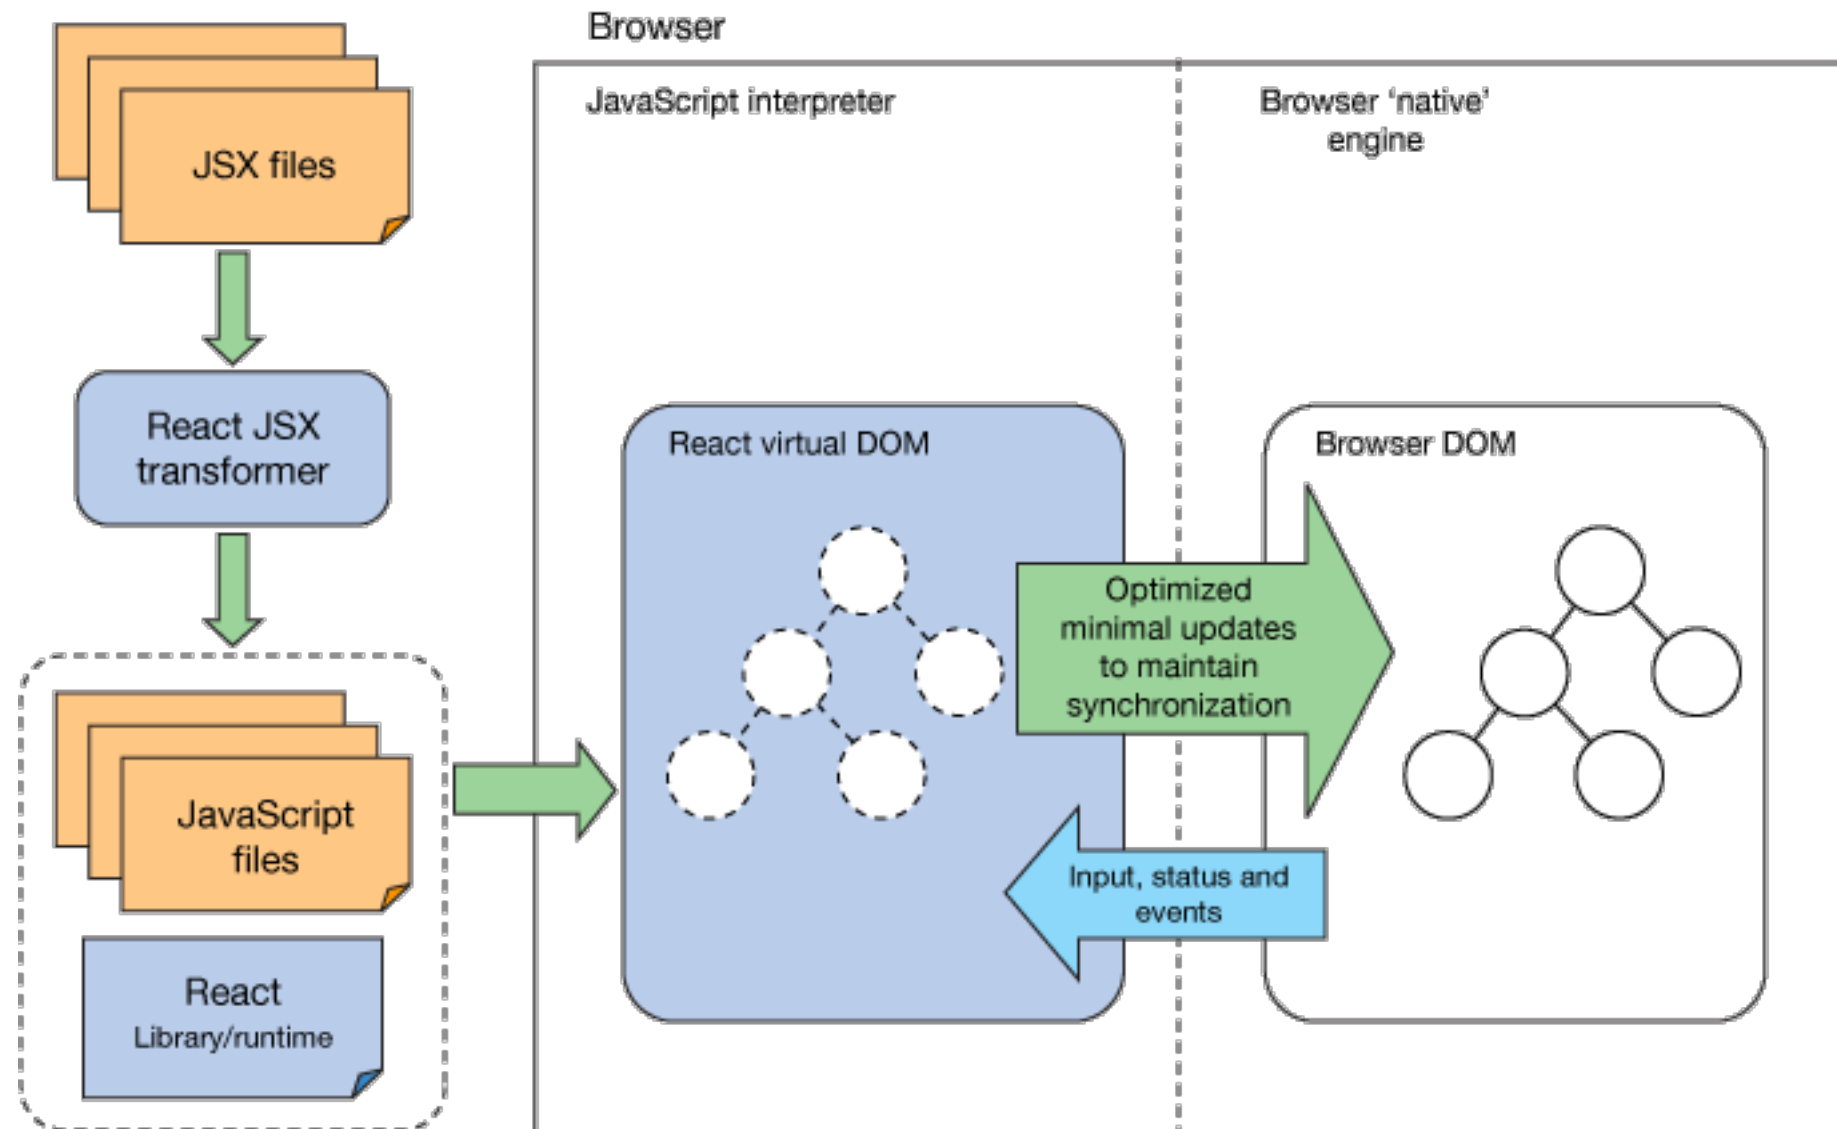 Browser
JavaScript interpreter
Browser ‘native’
engine
JSX files
React JSX
transformer
JavaScript
files
React
Library/runtime
React virtual DOM
Optimized
minimal updates
to maintain
synchronization
Input, status and
events
Browser DOM